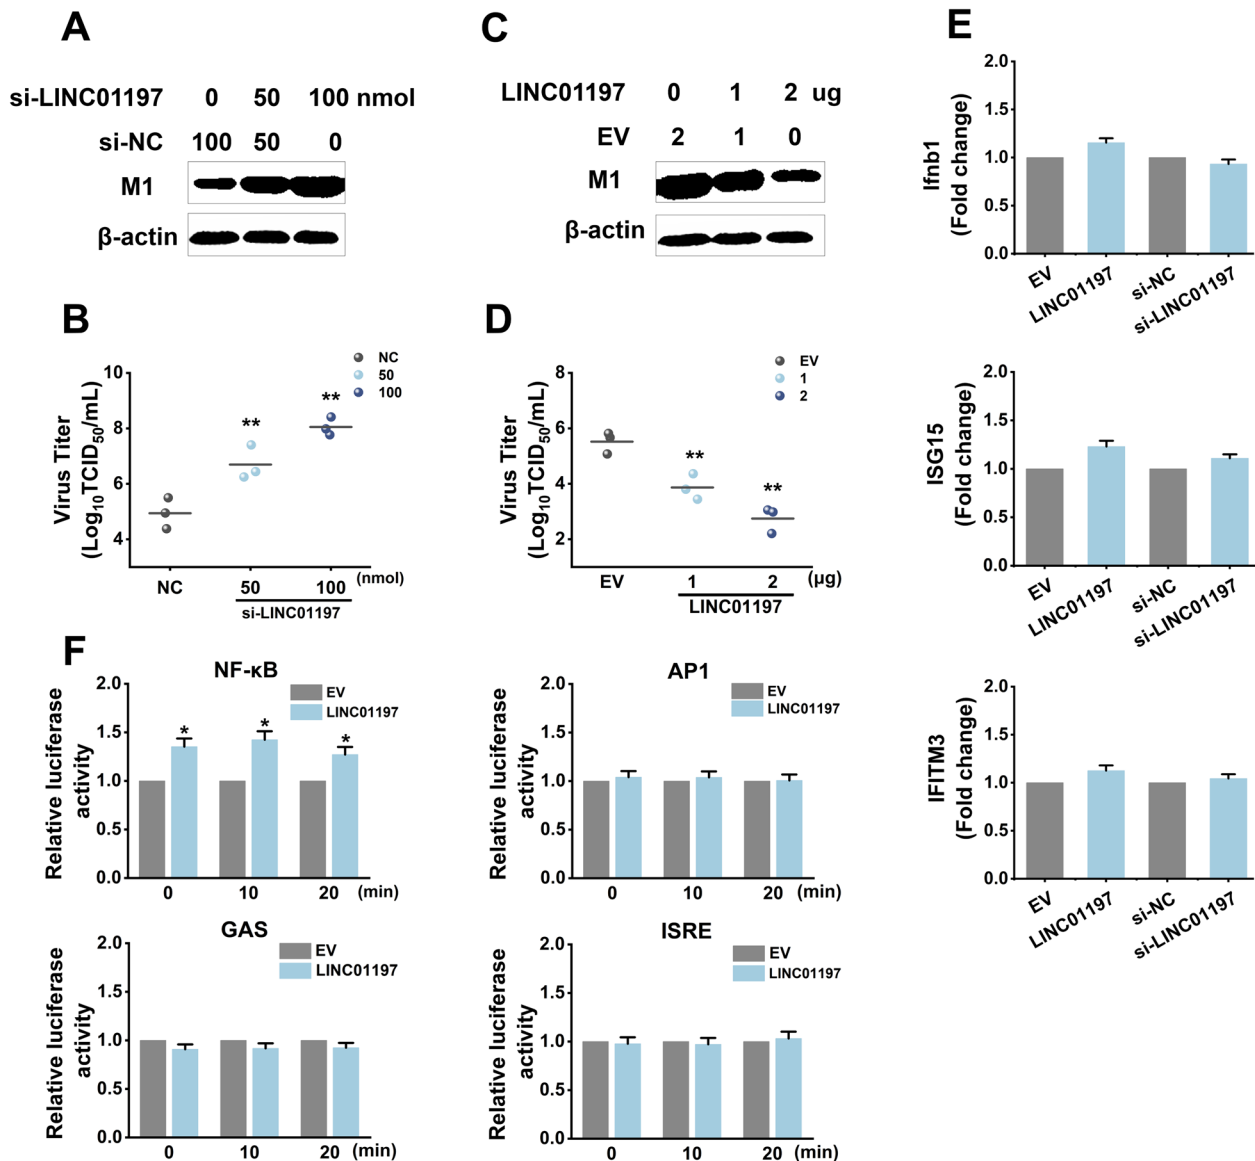 A
si-LINC01197 0 50 100 nmol
si-NC 100 50 0
M1
β-actin
C
LINC01197 0 1 2 ug
EV 2 1 0
M1
β-actin
B
Virus Titer
(Log10TCID50/mL)
10
8
6
4
NC
50
100
**
**
NC 50 100 (nmol)
si-LINC01197
D
Virus Titer
(Log10TCID50/mL)
8
6
4
2
EV
1
2
**
**
EV 1 2 (μg)
LINC01197
E
Ifnb1
(Fold change)
2.0
1.5
1.0
0.5
0.0
EV
LINC01197
si-NC
si-LINC01197
ISG15
(Fold change)
2.0
1.5
1.0
0.5
0.0
EV
LINC01197
si-NC
si-LINC01197
IFITM3
(Fold change)
2.0
1.5
1.0
0.5
0.0
EV
LINC01197
si-NC
si-LINC01197
F
NF-κB
Relative luciferase
activity
2.0
1.5
1.0
0.5
0.0
EV
LINC01197
*
*
*
0 10 20 (min)
AP1
Relative luciferase
activity
2.0
1.5
1.0
0.5
0.0
EV
LINC01197
0 10 20 (min)
GAS
Relative luciferase
activity
2.0
1.5
1.0
0.5
0.0
EV
LINC01197
0 10 20 (min)
ISRE
Relative luciferase
activity
2.0
1.5
1.0
0.5
0.0
EV
LINC01197
0 10 20 (min)